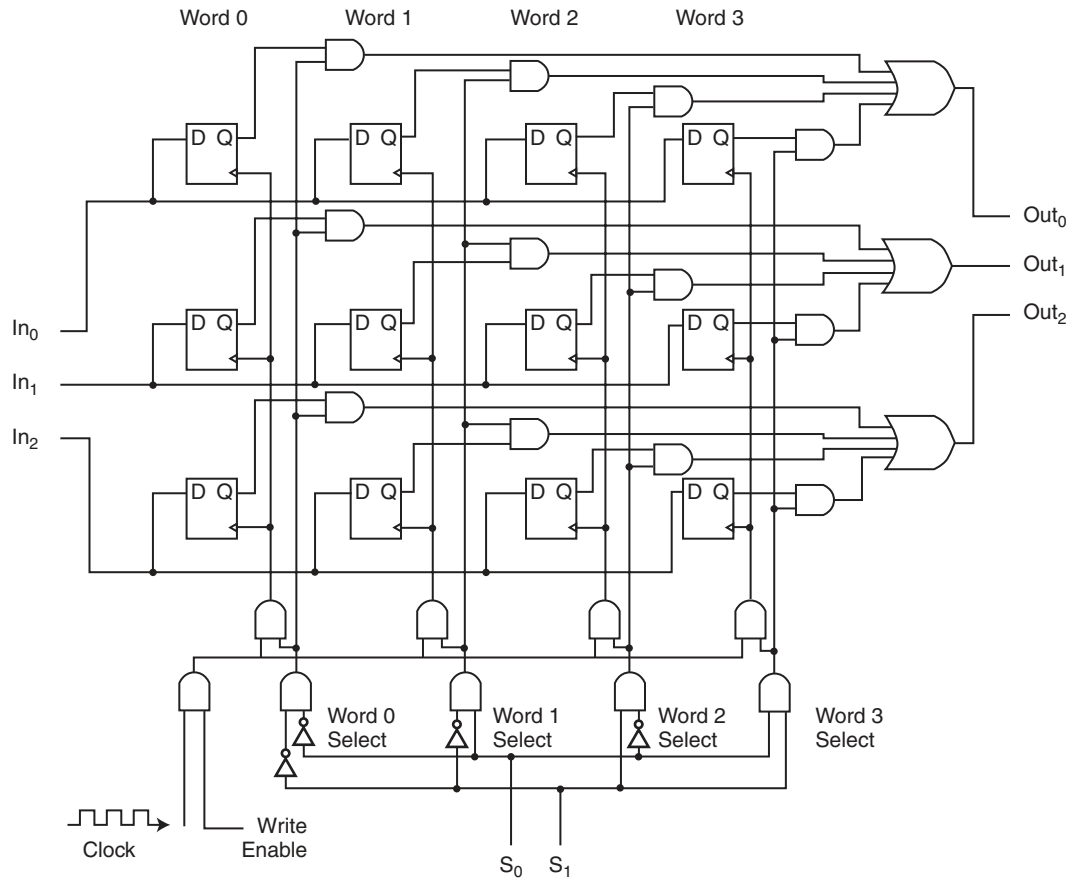 Word 0 Word 1 Word 2 Word 3
D Q D Q D Q D Q
Out0
Out1
In0
D Q D Q D Q D Q
Out2
In1
In2
D Q D Q D Q D Q
Word 0 Select
Word 1 Select
Word 2 Select
Word 3 Select
Clock
Write Enable
S0 S1